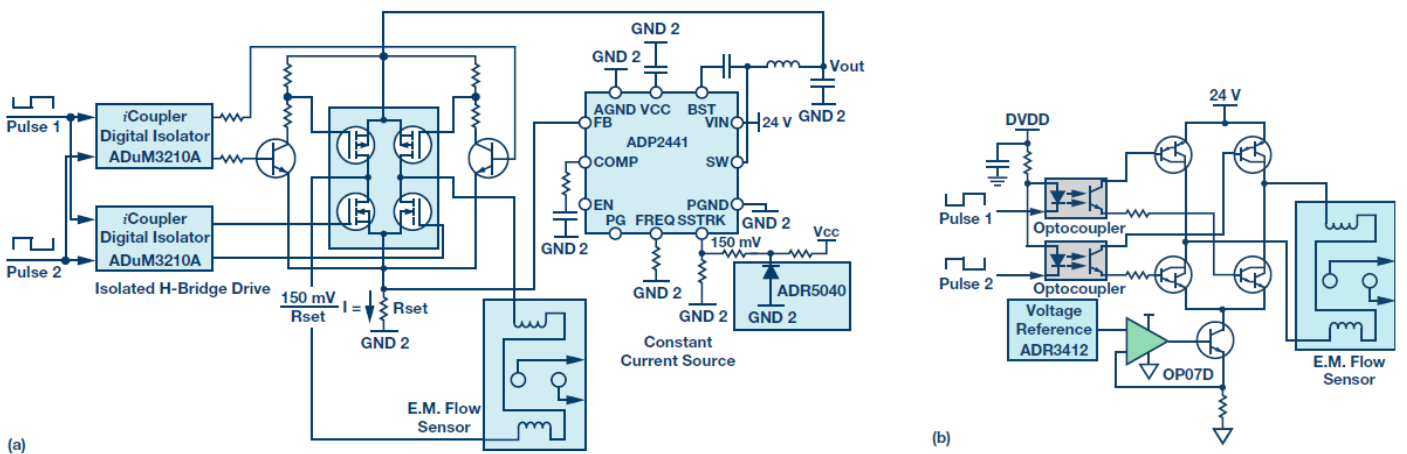 Pulse 1
Pulse 2
iCoupler
Digital Isolator
ADuM3210A
iCoupler
Digital Isolator
ADuM3210A
Isolated H-Bridge Drive
150 mV
Rset
I =
Rset
GND 2
GND 2
GND 2
AGND
VCC
BST
FB
ADP2441
VIN
24 V
COMP
SW
EN
PGND
PG
FREQ
SSTRK
GND 2
GND 2
GND 2
Vout
GND 2
150 mV
Vcc
GND 2
GND 2
ADR5040
Constant
Current Source
E.M. Flow
Sensor
(a)
24 V
DVDD
Pulse 1
Optocoupler
Pulse 2
Optocoupler
Voltage
Reference
ADR3412
OP07D
E.M. Flow
Sensor
(b)